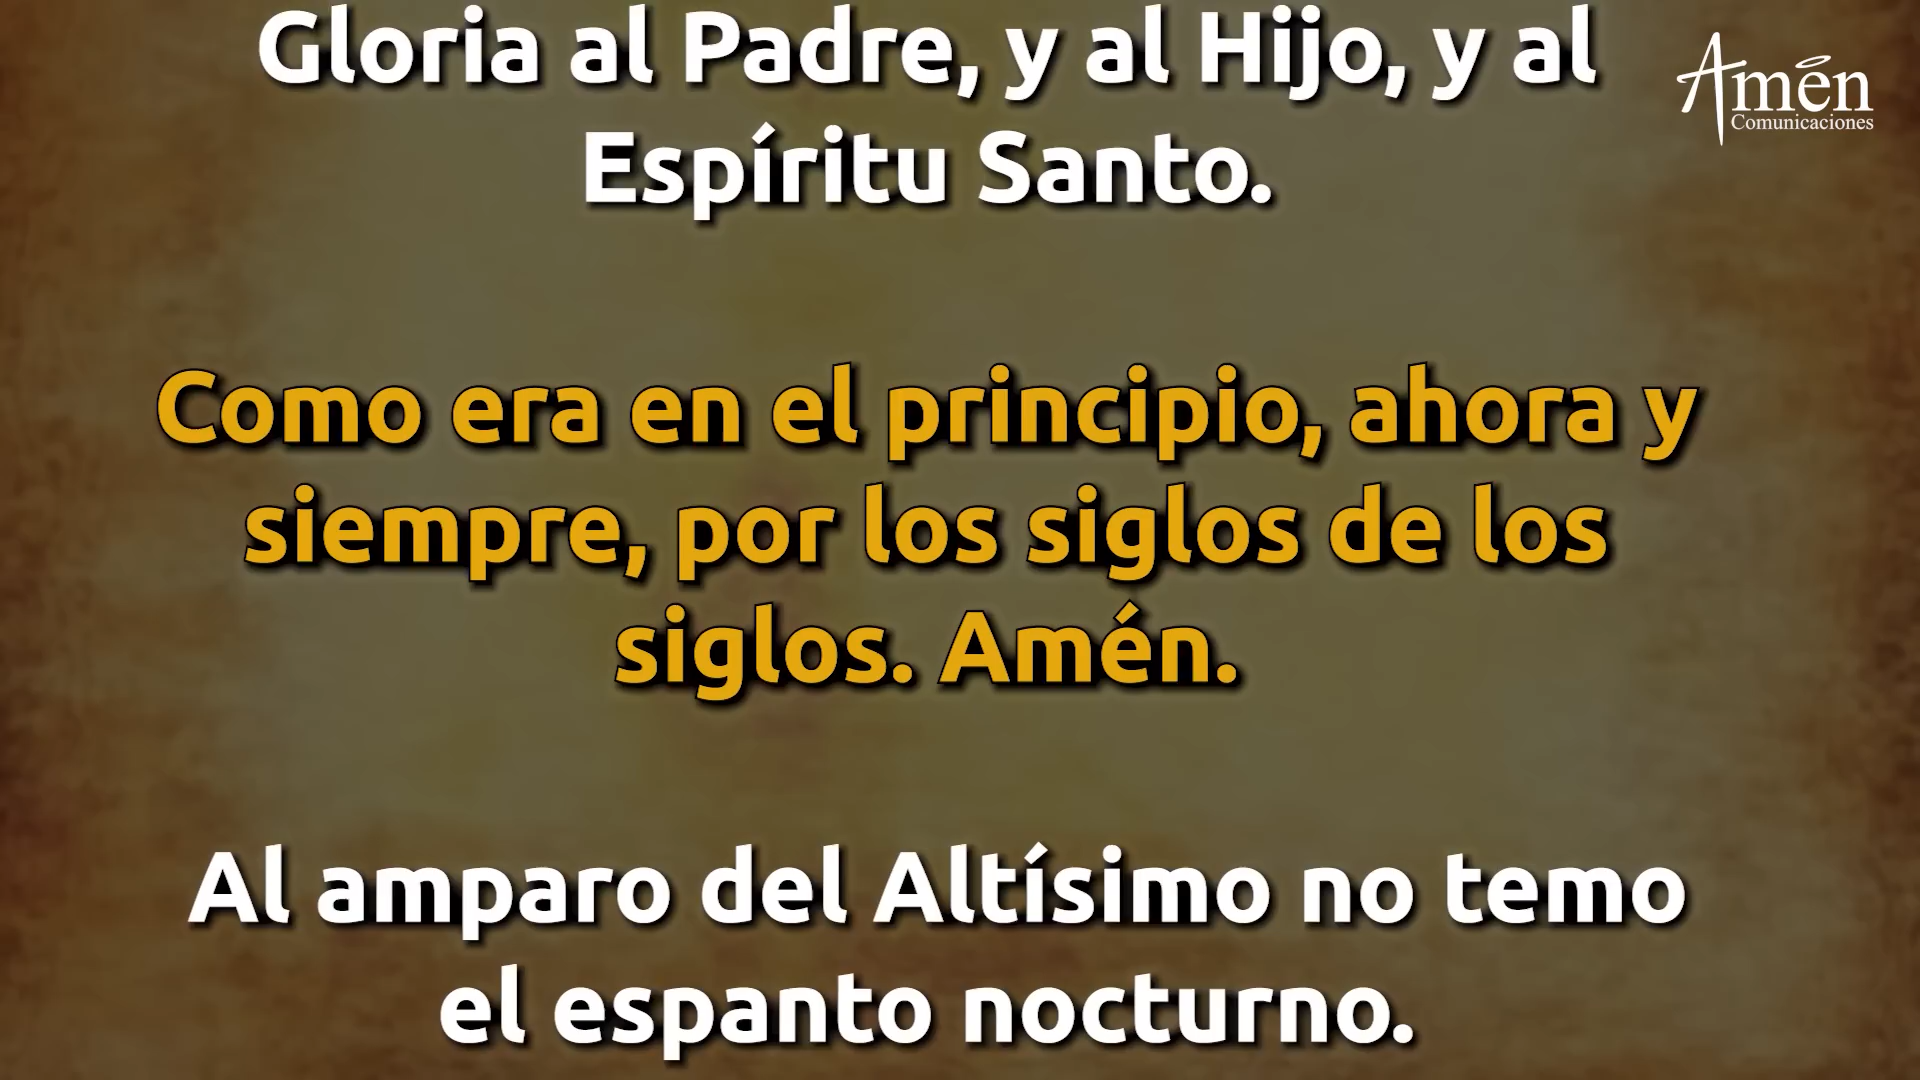 Gloria al Padre, y al Hijo, y al
Espíritu Santo.
Amén
Comunicaciones
Como era en el principio, ahora y
siempre, por los siglos de los
siglos. Amén.
Al amparo del Altísimo no temo
el espanto nocturno.